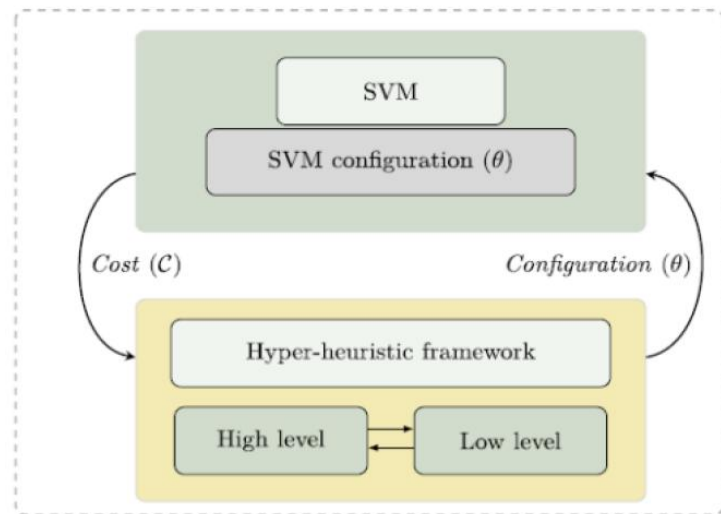 SVM
SVM configuration (θ)
Cost (𝒞)
Configuration (θ)
Hyper-heuristic framework
High level
Low level